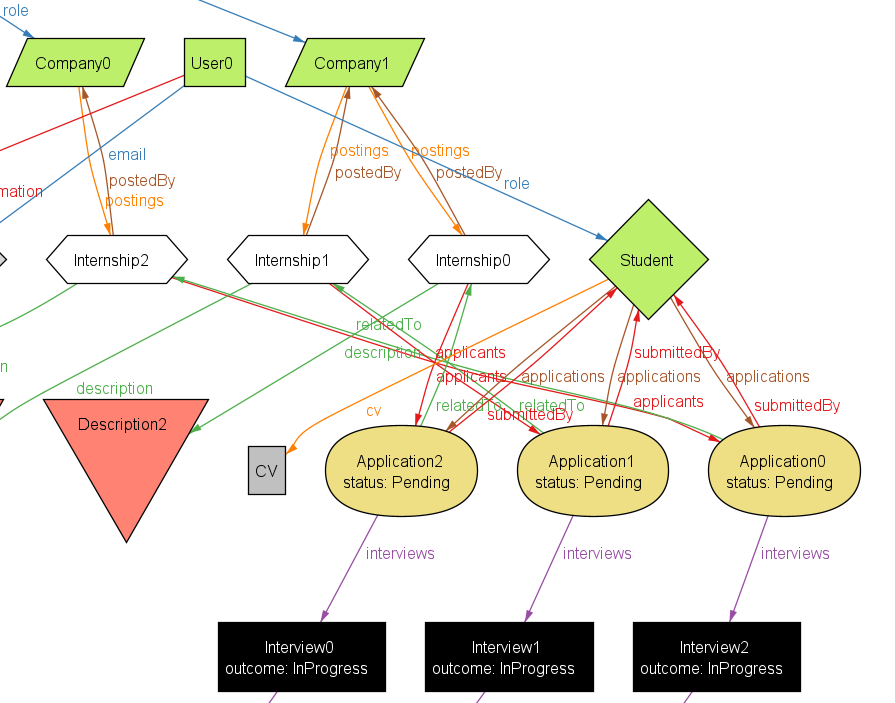 role
Company0
User0
Company1
postings
postings
email
postedBy
postedBy
postedBy
role
mation
postings
Internship2
Internship1
Internship0
Student
relatedTo
description
applicants
submittedBy
n
applicants
applications
applications
applications
description
cv
relatedTo
relatedTo
submittedBy
applicants
submittedBy
Description2
CV
Application2
status: Pending
Application1
status: Pending
Application0
status: Pending
interviews
interviews
interviews
Interview0
outcome: InProgress
Interview1
outcome: InProgress
Interview2
outcome: InProgress